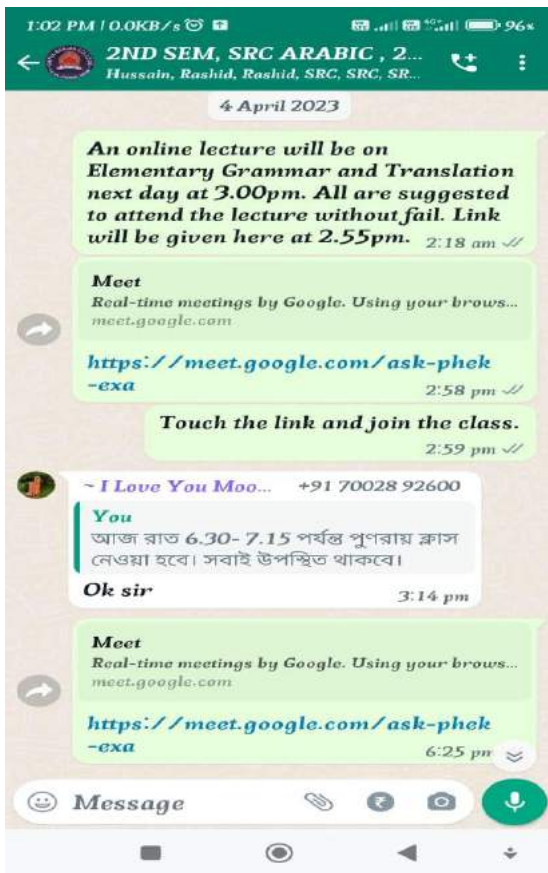 1:02 PM | 0.0KB/s 96%
2ND SEM, SRC ARABIC , 2...
Hussain, Rashid, Rashid, SRC, SRC, SR...
4 April 2023
An online lecture will be on
Elementary Grammar and Translation
next day at 3.00pm. All are suggested
to attend the lecture without fail. Link
will be given here at 2.55pm. 2:18 am
Meet
Real-time meetings by Google. Using your brows...
meet.google.com
https://meet.google.com/ask-phek
-exa
2:58 pm
Touch the link and join the class.
2:59 pm
~ I Love You Moo... +91 70028 92600
You
আজ রাত 6.30- 7.15 পর্যন্ত পুণরায় ক্লাস
নেওয়া হবে। সবাই উপস্থিত থাকবে।
Ok sir
3:14 pm
Meet
Real-time meetings by Google. Using your brows...
meet.google.com
https://meet.google.com/ask-phek
-exa
6:25 pm
Message